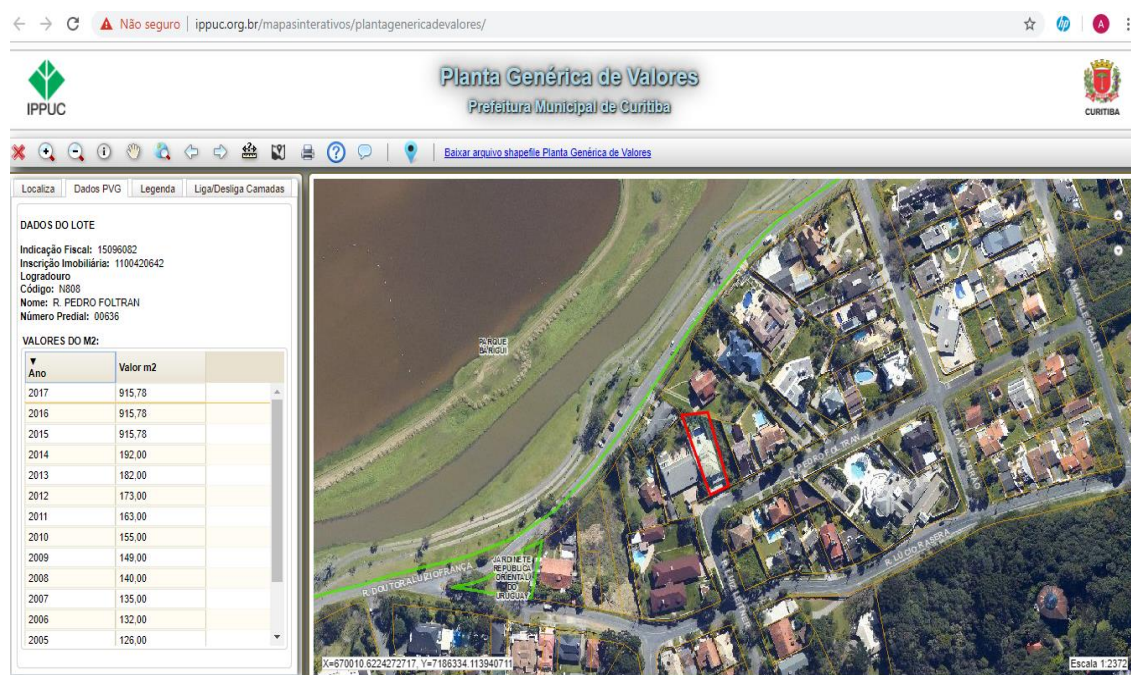 Não seguro | ippuc.org.br/mapasinterativos/plantagenericadevalores/
A
IPPUC
Planta Genérica de Valores
Prefeitura Municipal de Curitiba
CURITIBA
Baixar arquivo shapefile Planta Genérica de Valores
Localiza Dados PVG Legenda Liga/Desliga Camadas
DADOS DO LOTE
Indicação Fiscal: 15096082
Inscrição Imobiliária: 1100420642
Logradouro
Código: N808
Nome: R. PEDRO FOLTRAN
Número Predial: 00636
VALORES DO M2:
▼
Ano Valor m2
2017 915,78
2016 915,78
2015 915,78
2014 192,00
2013 182,00
2012 173,00
2011 163,00
2010 155,00
2009 149,00
2008 140,00
2007 135,00
2006 132,00
2005 126,00
PARQUE
BARIGUI
R. PEDRO FOLTRAN
R. LÚCIO RASERA
R. DOUTOR ALUIZIO FRANÇA
JARDINETE
REPUBLICA
ORIENTAL
DO
URUGUAY
X=670010.6224272717, Y=7186334.113940711
Escala 1:2372